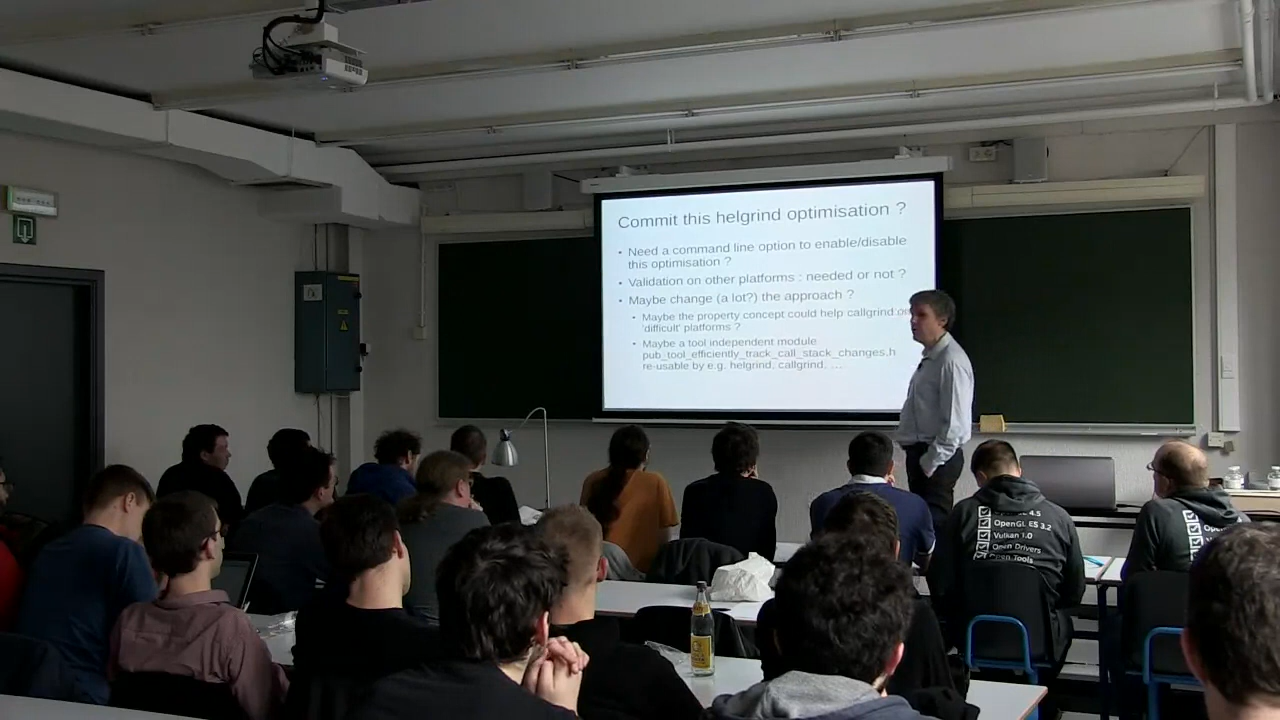 Commit this helgrind optimisation ?
• Need a command line option to enable/disable
this optimisation ?
• Validation on other platforms : needed or not ?
• Maybe change (a lot?) the approach ?
• Maybe the property concept could help callgrind on
'difficult' platforms ?
• Maybe a tool independent module
pub_tool_efficiently_track_call_stack_changes.h
re-usable by e.g. helgrind, callgrind, ...
4.5
OpenGL ES 3.2
Vulkan 1.0
Open Drivers
Open Tools